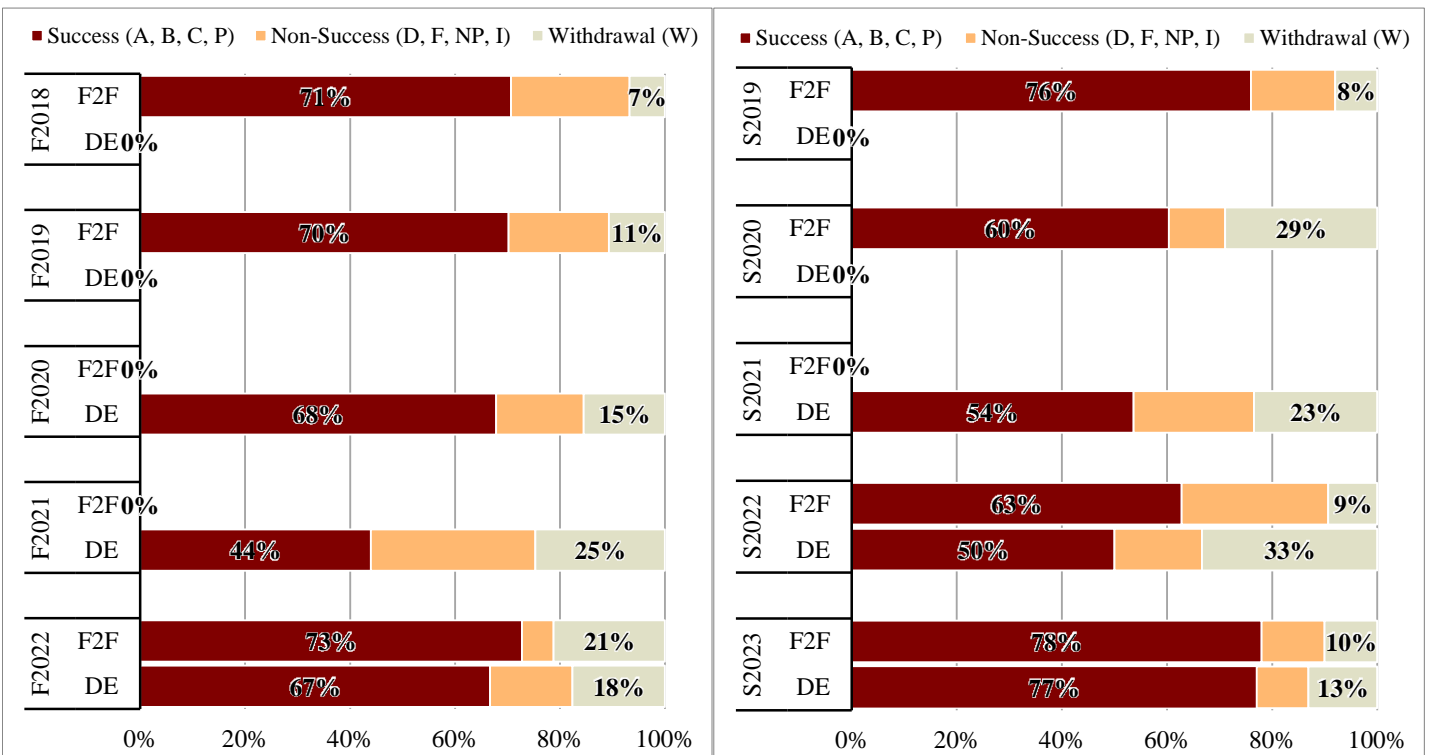 Success (A, B, C, P) Non-Success (D, F, NP, I) Withdrawal (W)
F2018
F2F 71% 7%
DE 0%
F2019
F2F 70% 11%
DE 0%
F2020
F2F 0%
DE 68% 15%
F2021
F2F 0%
DE 44% 25%
F2022
F2F 73% 21%
DE 67% 18%
0% 20% 40% 60% 80% 100%
Success (A, B, C, P) Non-Success (D, F, NP, I) Withdrawal (W)
S2019
F2F 76% 8%
DE 0%
S2020
F2F 60% 29%
DE 0%
S2021
F2F 0%
DE 54% 23%
S2022
F2F 63% 9%
DE 50% 33%
S2023
F2F 78% 10%
DE 77% 13%
0% 20% 40% 60% 80% 100%